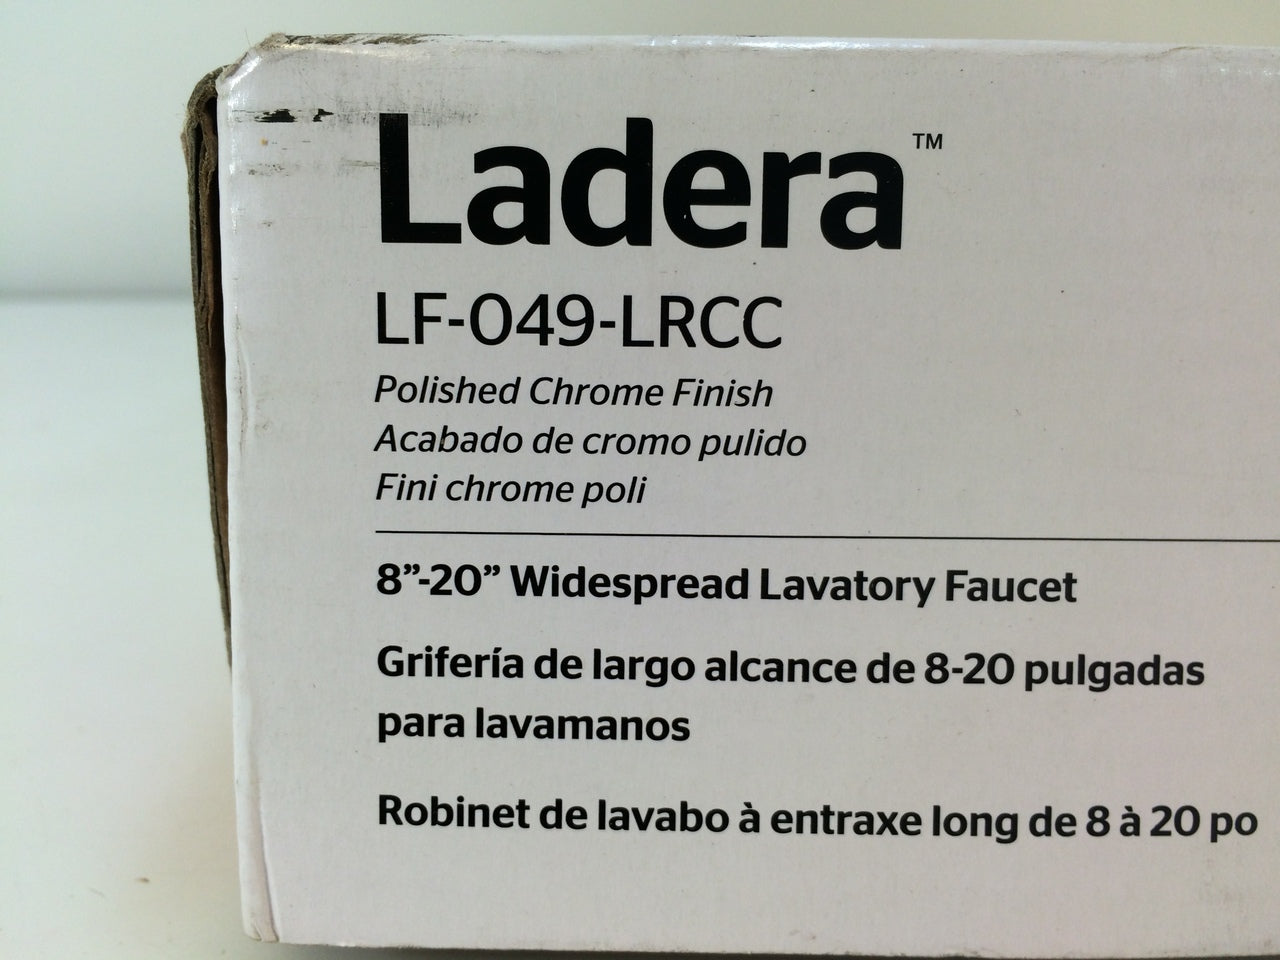 Ladera™
LF-049-LRCC
Polished Chrome Finish
Acabado de cromo pulido
Fini chrome poli
8”-20” Widespread Lavatory Faucet
Grifería de largo alcance de 8-20 pulgadas
para lavamanos
Robinet de lavabo à entraxe long de 8 à 20 po